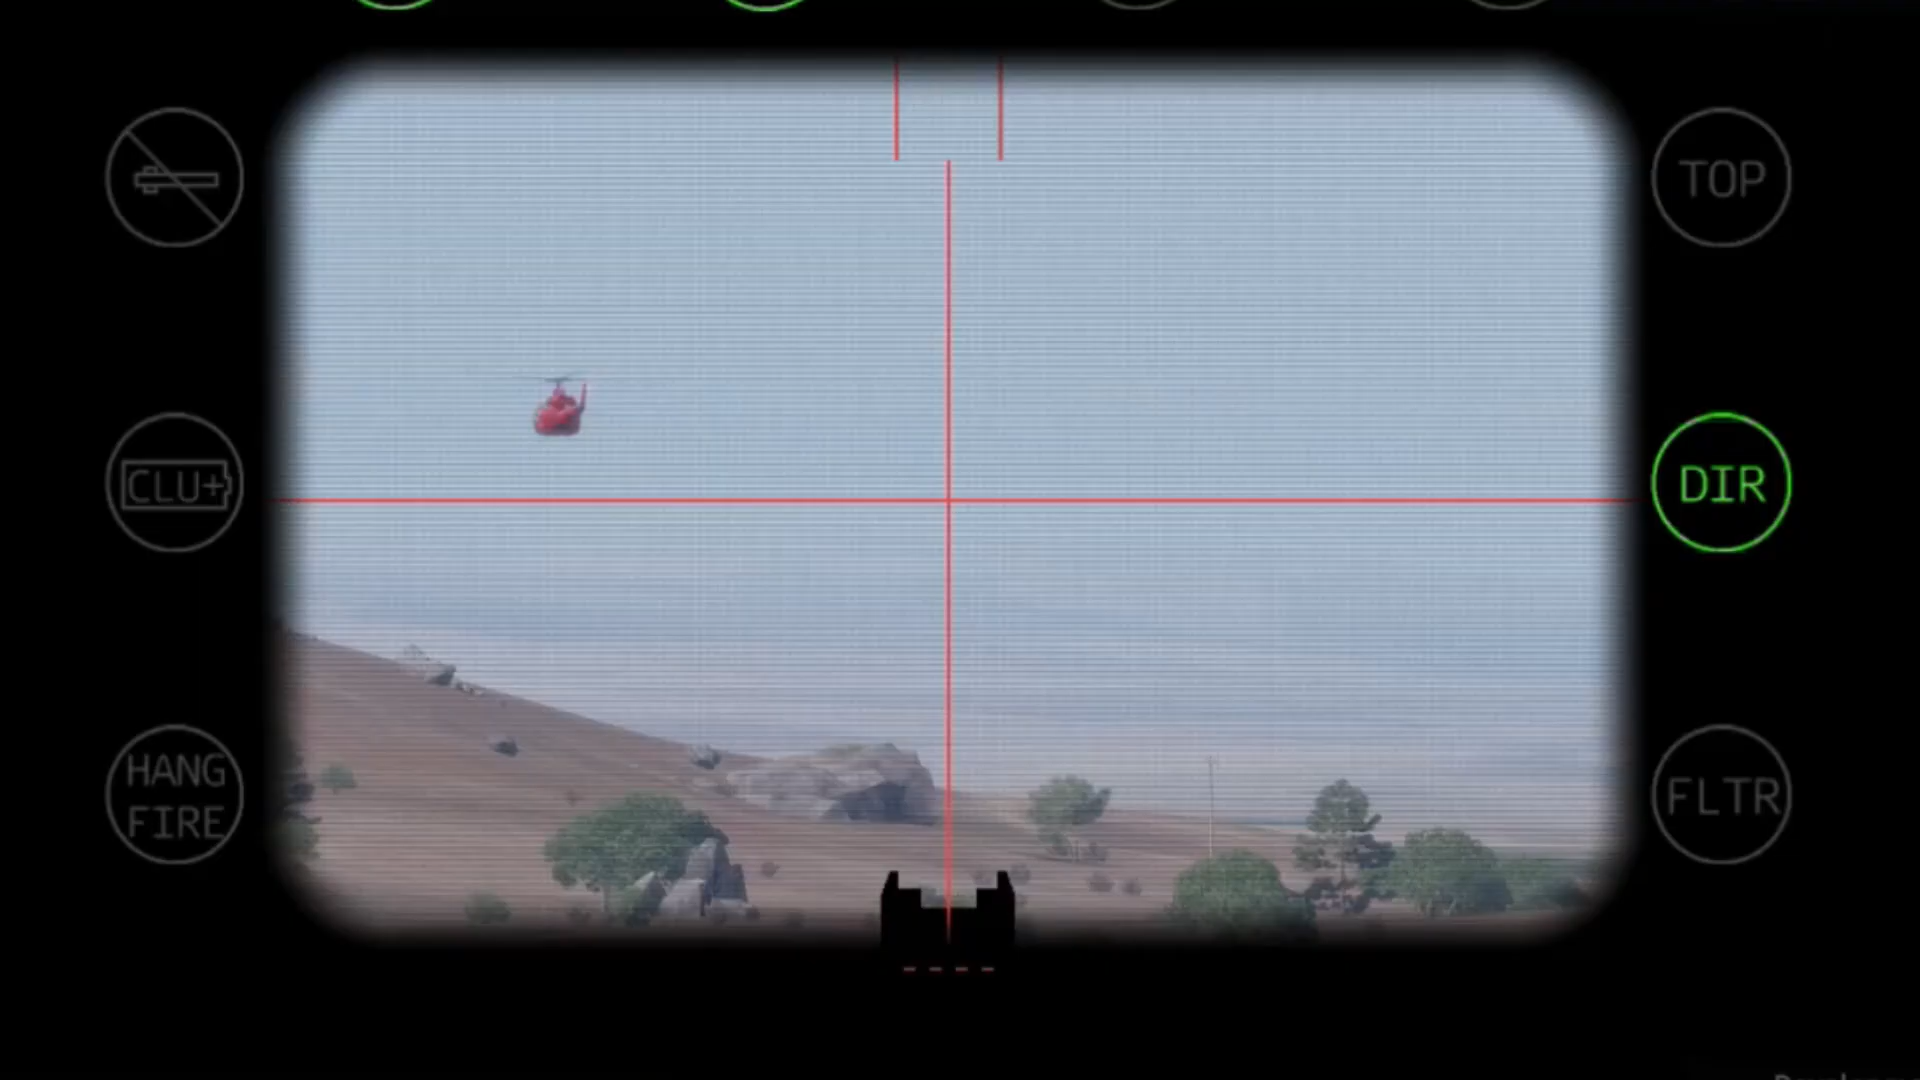 TOP
CLU+
DIR
HANG
FIRE
FLTR